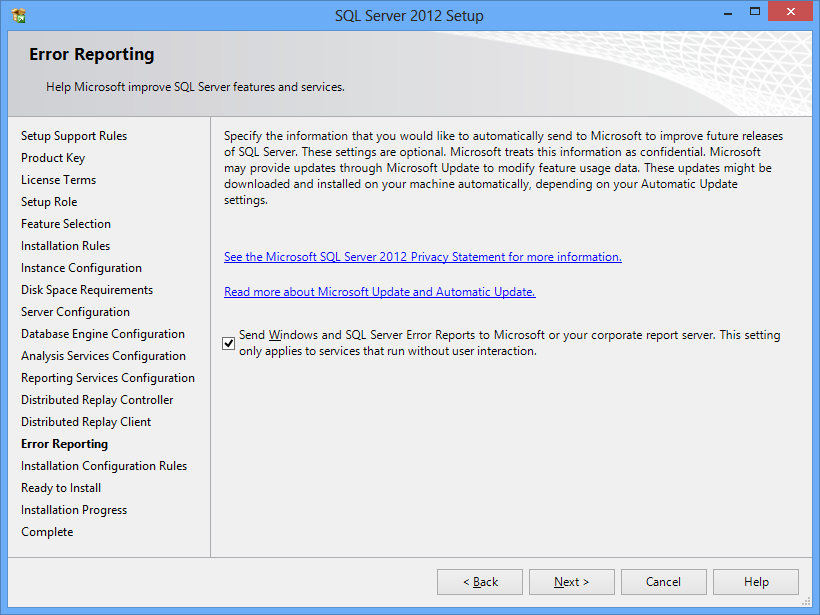 SQL Server 2012 Setup
Error Reporting
Help Microsoft improve SQL Server features and services.
Setup Support Rules
Product Key
License Terms
Setup Role
Feature Selection
Installation Rules
Instance Configuration
Disk Space Requirements
Server Configuration
Database Engine Configuration
Analysis Services Configuration
Reporting Services Configuration
Distributed Replay Controller
Distributed Replay Client
Error Reporting
Installation Configuration Rules
Ready to Install
Installation Progress
Complete
Specify the information that you would like to automatically send to Microsoft to improve future releases
of SQL Server. These settings are optional. Microsoft treats this information as confidential. Microsoft
may provide updates through Microsoft Update to modify feature usage data. These updates might be
downloaded and installed on your machine automatically, depending on your Automatic Update
settings.
See the Microsoft SQL Server 2012 Privacy Statement for more information.
Read more about Microsoft Update and Automatic Update.
Send Windows and SQL Server Error Reports to Microsoft or your corporate report server. This setting
only applies to services that run without user interaction.
< Back
Next >
Cancel
Help